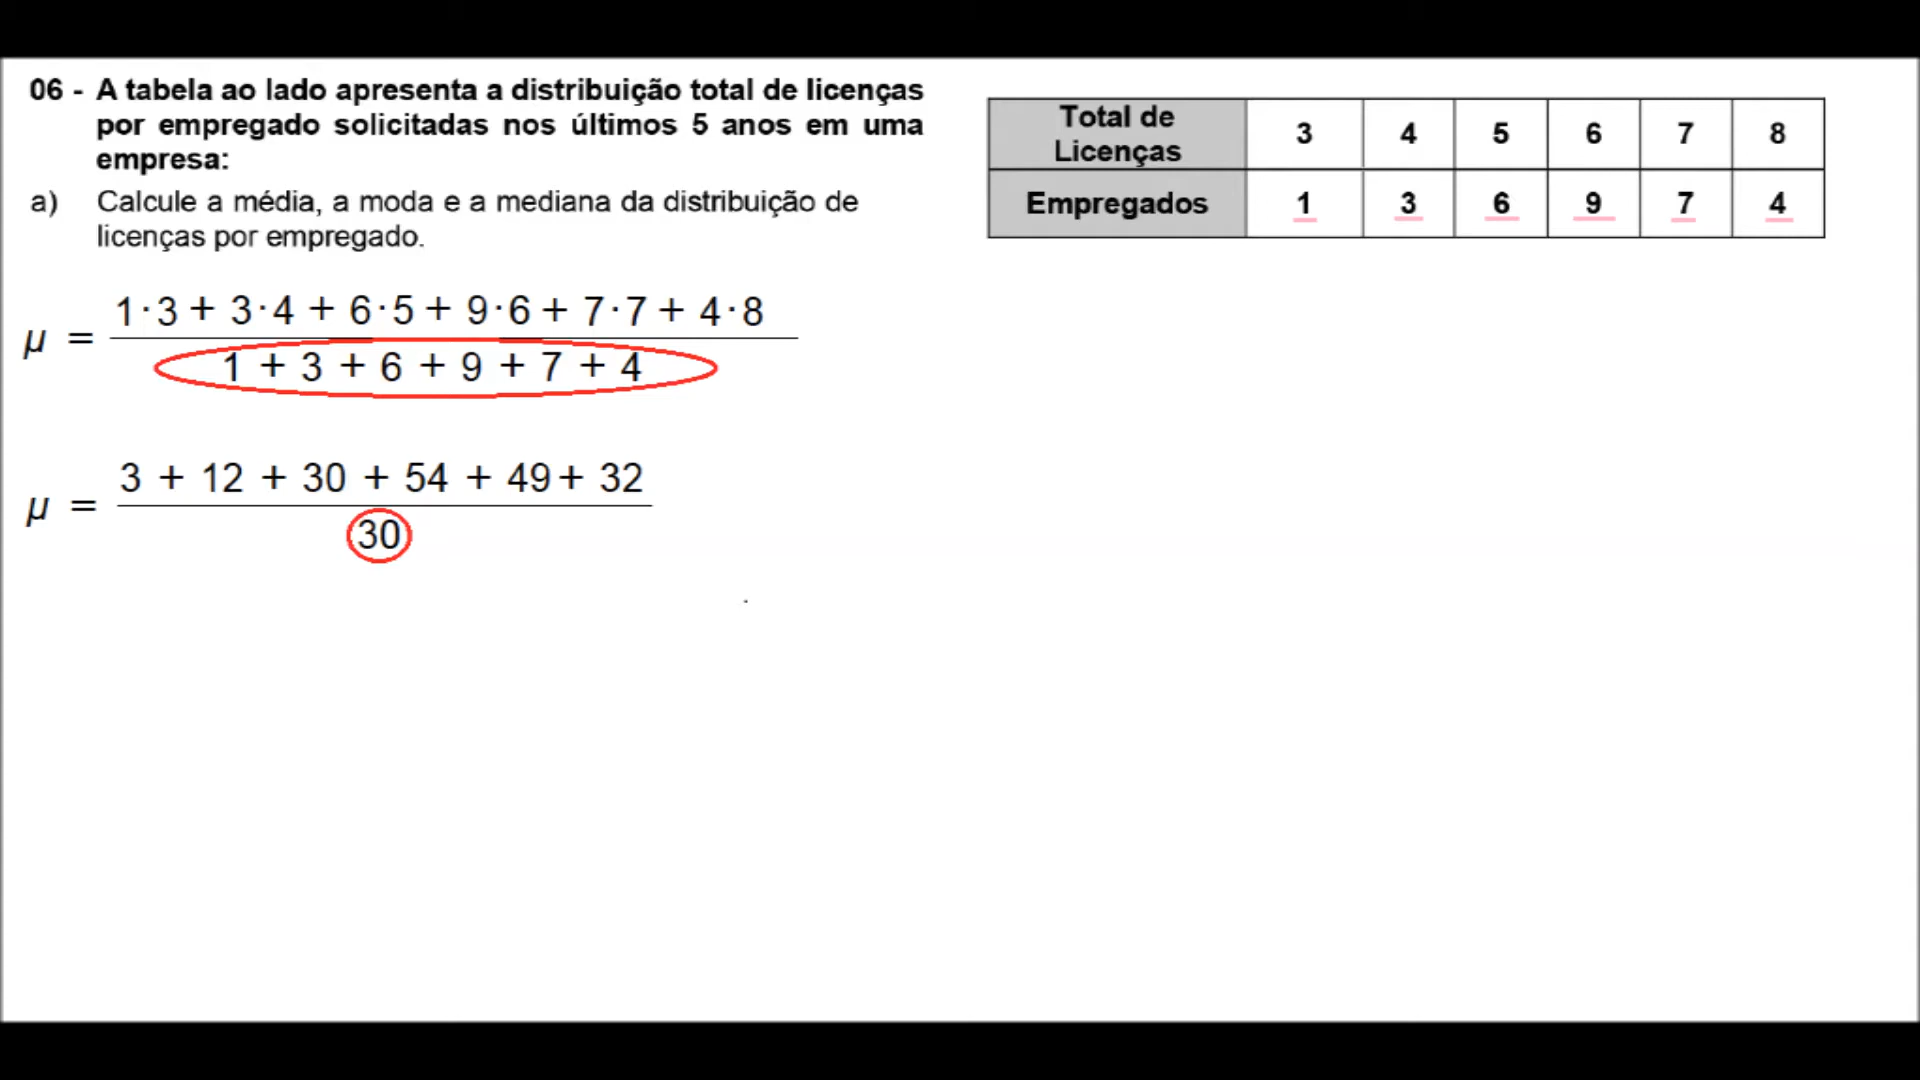 06 - A tabela ao lado apresenta a distribuição total de licenças
por empregado solicitadas nos últimos 5 anos em uma
empresa:
a) Calcule a média, a moda e a mediana da distribuição de
licenças por empregado.
Total de
Licenças 3 4 5 6 7 8
Empregados 1 3 6 9 7 4
1·3 + 3·4 + 6·5 + 9·6 + 7·7 + 4·8
μ =
1 + 3 + 6 + 9 + 7 + 4
3 + 12 + 30 + 54 + 49 + 32
μ =
30